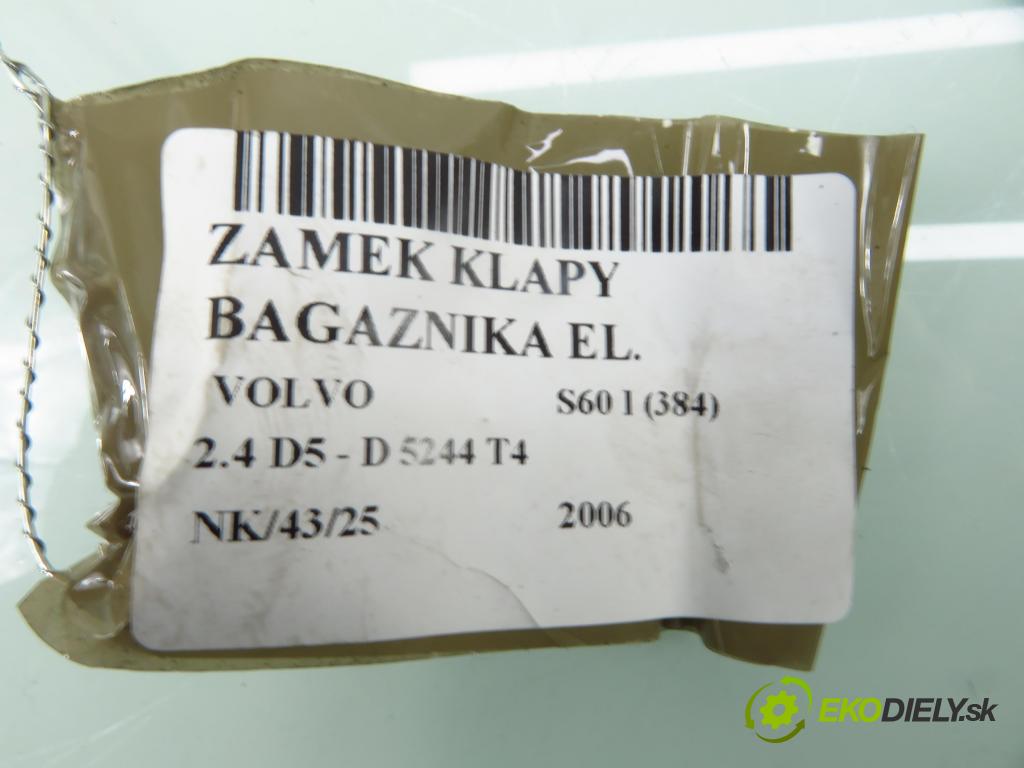 ZAMEK KLAPY
BAGAZNIKA EL.
VOLVO S60 I (384)
2.4 D5 - D 5244 T4
NK/43/25 2006
EKODIELY.sk